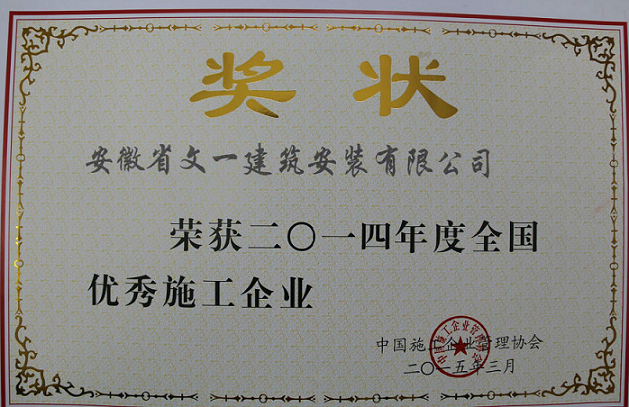 奖状
安徽省文一建筑安装有限公司
荣获二〇一四年度全国
优秀施工企业
中国施工企业管理协会
二〇一五年三月